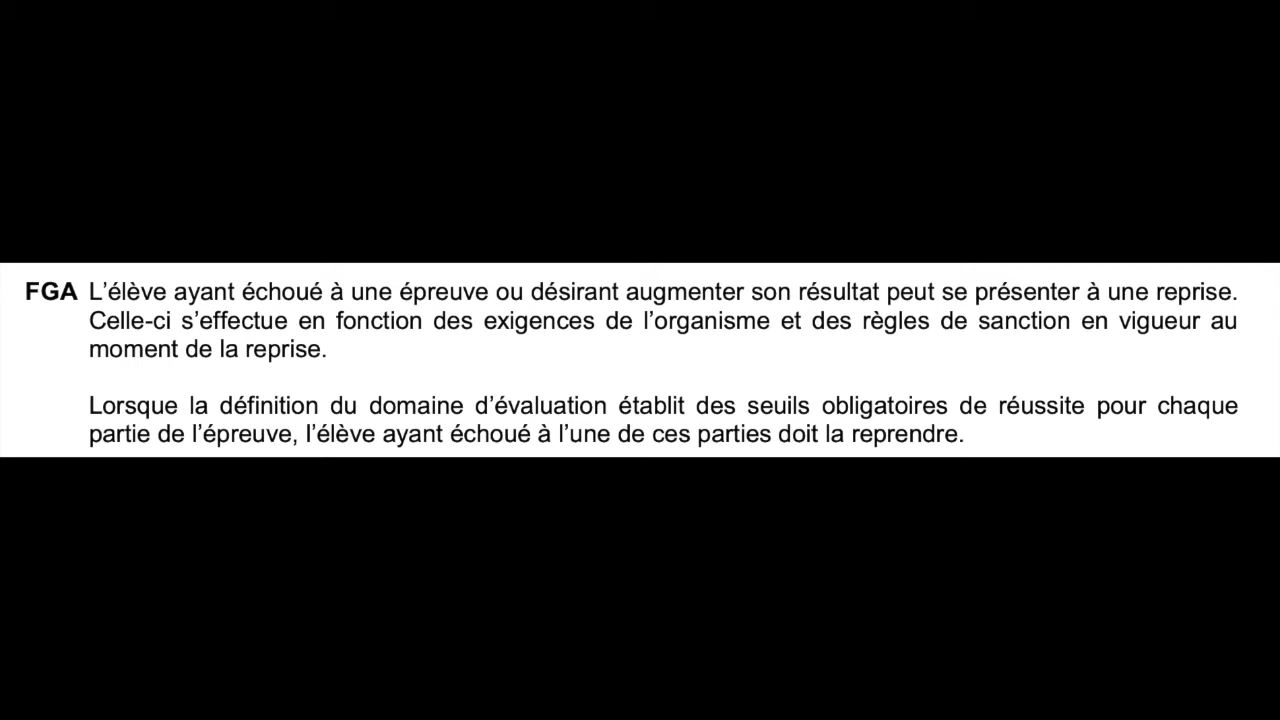 FGA L’élève ayant échoué à une épreuve ou désirant augmenter son résultat peut se présenter à une reprise.
Celle-ci s’effectue en fonction des exigences de l’organisme et des règles de sanction en vigueur au
moment de la reprise.
Lorsque la définition du domaine d’évaluation établit des seuils obligatoires de réussite pour chaque
partie de l’épreuve, l’élève ayant échoué à l’une de ces parties doit la reprendre.